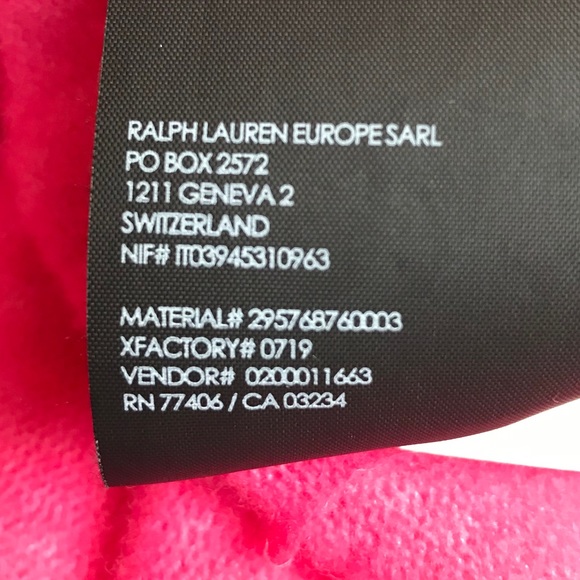 RALPH LAUREN EUROPE SARL
PO BOX 2572
1211 GENEVA 2
SWITZERLAND
NIF# IT03945310963
MATERIAL# 295768760003
XFACTORY# 0719
VENDOR# 0200011663
RN 77406 / CA 03234